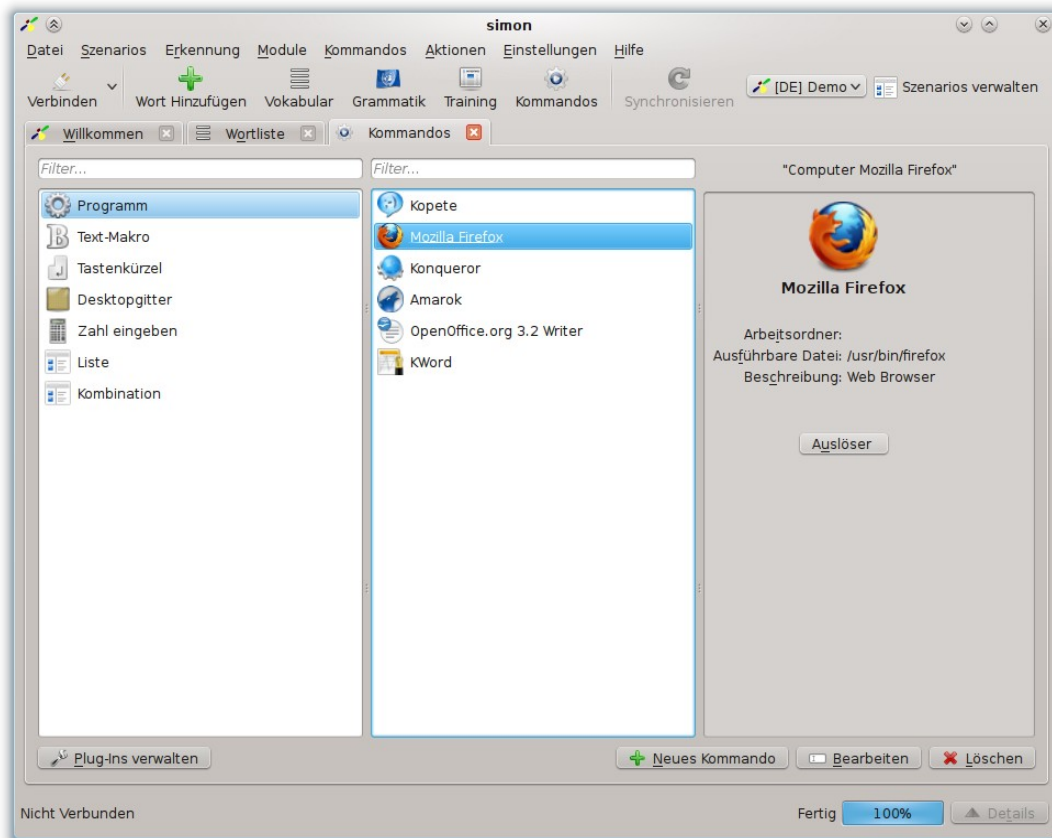 simon
Datei Szenarios Erkennung Module Kommandos Aktionen Einstellungen Hilfe
Verbinden Wort Hinzufügen Vokabular Grammatik Training Kommandos Synchronisieren [DE] Demo Szenarios verwalten
Willkommen Wortliste Kommandos
Filter... Filter... "Computer Mozilla Firefox"
Programm
Text-Makro
Tastenkürzel
Desktopgitter
Zahl eingeben
Liste
Kombination
Kopete
Mozilla Firefox
Konqueror
Amarok
OpenOffice.org 3.2 Writer
KWord
Mozilla Firefox
Arbeitsordner:
Ausführbare Datei: /usr/bin/firefox
Beschreibung: Web Browser
Auslöser
Plug-Ins verwalten Neues Kommando Bearbeiten Löschen
Nicht Verbunden Fertig 100% Details